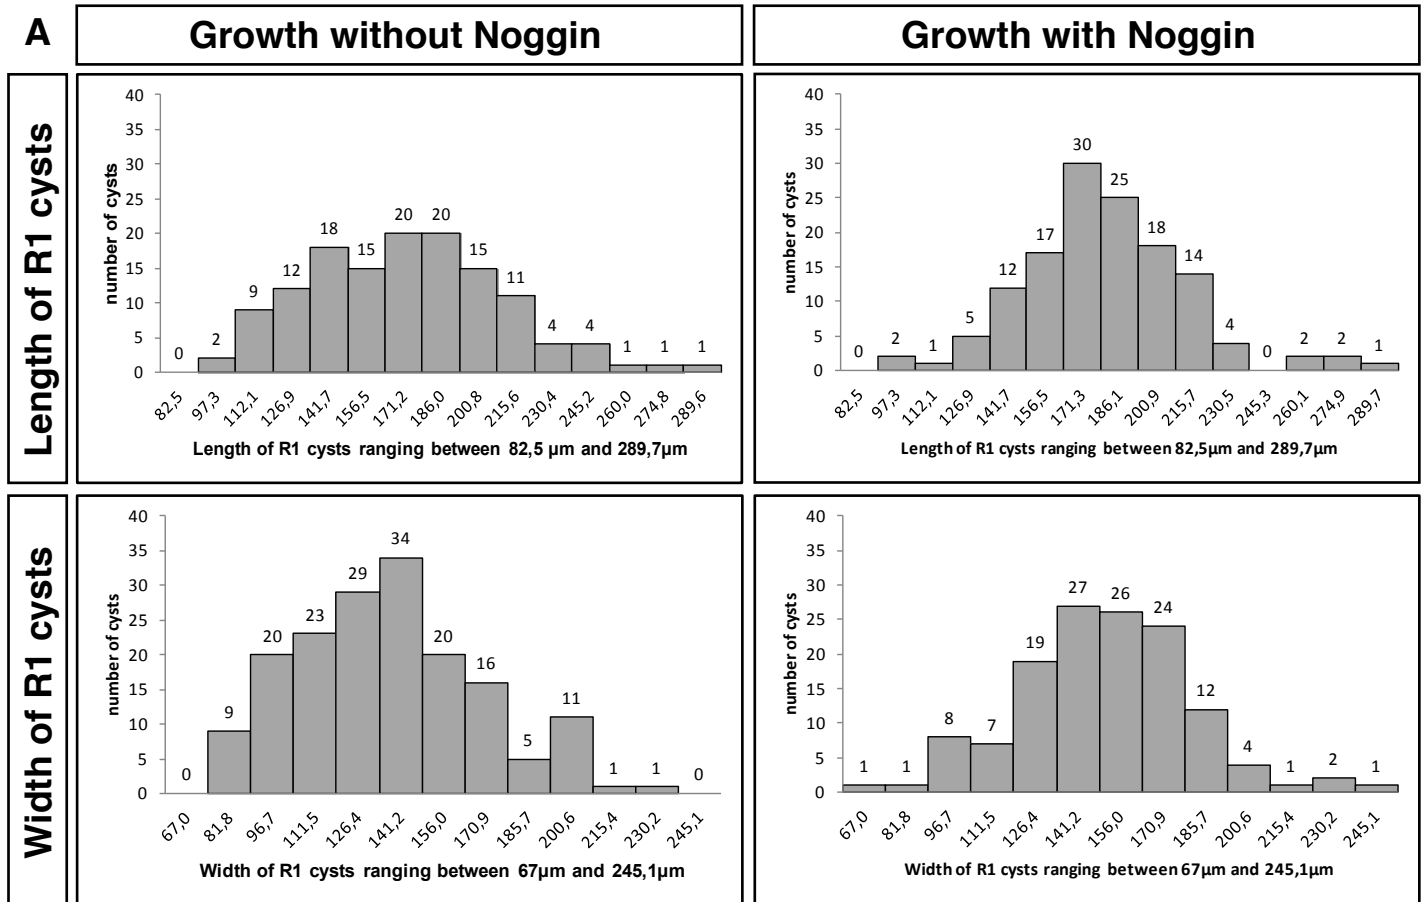 A
Growth without Noggin
Growth with Noggin
Length of R1 cysts
number of cysts
40
35
30
25
20
15
10
5
0
0 2 9 12 18 15 20 20 15 11 4 4 1 1 1
82,5 97,3 112,1 126,9 141,7 156,5 171,2 186,0 200,8 215,6 230,4 245,2 260,0 274,8 289,6
Length of R1 cysts ranging between 82,5 µm and 289,7µm
number of cysts
40
35
30
25
20
15
10
5
0
0 2 1 5 12 17 30 25 18 14 4 0 2 2 1
82,5 97,3 112,1 126,9 141,7 156,5 171,3 186,1 200,9 215,7 230,5 245,3 260,1 274,9 289,7
Length of R1 cysts ranging between 82,5µm and 289,7µm
Width of R1 cysts
number of cysts
40
35
30
25
20
15
10
5
0
0 9 20 23 29 34 20 16 5 11 1 1 0
67,0 81,8 96,7 111,5 126,4 141,2 156,0 170,9 185,7 200,6 215,4 230,2 245,1
Width of R1 cysts ranging between 67µm and 245,1µm
number of cysts
40
35
30
25
20
15
10
5
0
1 1 8 7 19 27 26 24 12 4 1 2 1
67,0 81,8 96,7 111,5 126,4 141,2 156,0 170,9 185,7 200,6 215,4 230,2 245,1
Width of R1 cysts ranging between 67µm and 245,1µm